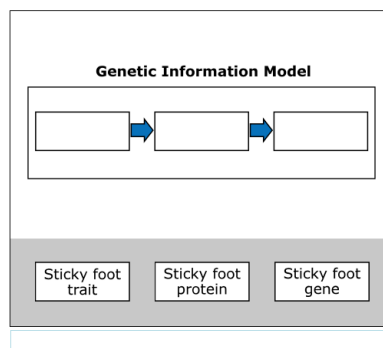 Genetic Information Model
Sticky foot
trait
Sticky foot
protein
Sticky foot
gene